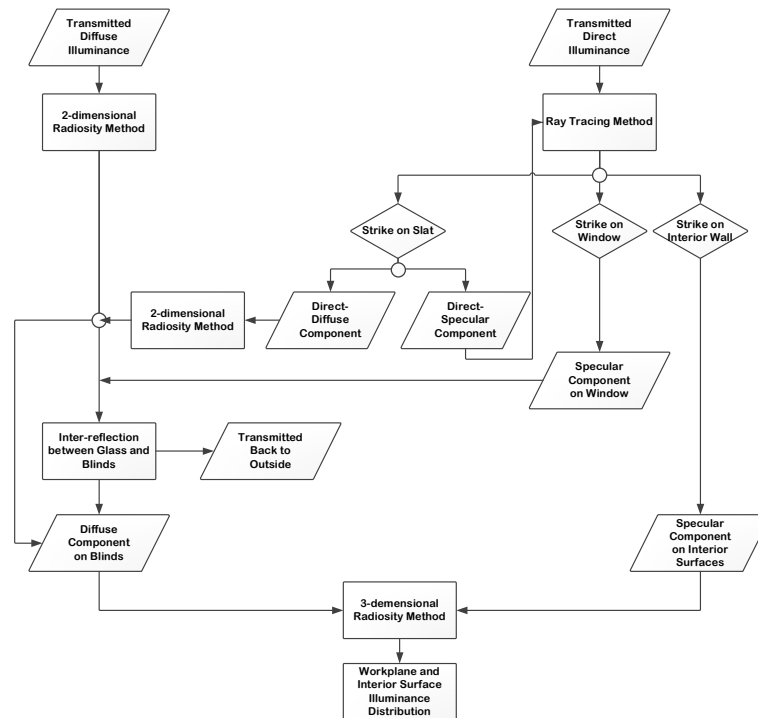 Transmitted
Diffuse
Illuminance
Transmitted
Direct
Illuminance
2-dimensional
Radiosity Method
Ray Tracing Method
Strike on Slat
Strike on
Window
Strike on
Interior Wall
2-dimensional
Radiosity Method
Direct-
Diffuse
Component
Direct-
Specular
Component
Specular
Component
on Window
Inter-reflection
between Glass and
Blinds
Transmitted
Back to
Outside
Diffuse
Component
on Blinds
Specular
Component
on Interior
Surfaces
3-demensional
Radiosity Method
Workplane and
Interior Surface
Illuminance
Distribution